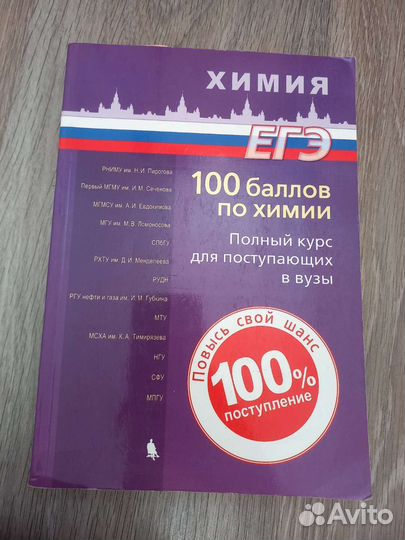 ХИМИЯ
ЕГЭ
100 баллов
по химии
Полный курс
для поступающих
в вузы
РНИМУ им. Н.И. Пирогова
Первый МГМУ им. И.М. Сеченова
МГМСУ им. А.И. Евдокимова
МГУ им. М.В. Ломоносова
СПбГУ
РХТУ им. Д.И. Менделеева
РУДН
РГУ нефти и газа им. И.М. Губкина
МТУ
МСХА им. К.А. Тимирязева
НГУ
СФУ
МПГУ
Повысь свой шанс
100%
поступление
Avito